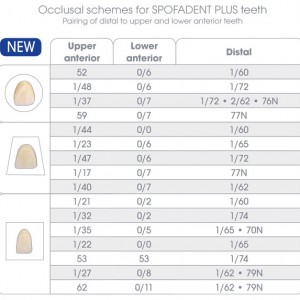 Occlusal schemes for SPOFADENT PLUS teeth
Pairing of distal to upper and lower anterior teeth
NEW
Upper anterior Lower anterior Distal
52 0/6 1/60
1/48 0/6 1/72
1/37 0/7 1/72 • 2/62 • 76N
59 0/7 77N
1/44 0/0 1/60
1/23 0/6 1/65
1/47 0/6 1/72
1/17 0/7 77N
1/40 0/7 1/62
1/21 0/2 1/60
1/32 0/2 1/74
1/35 0/5 1/65 • 70N
1/22 0/0 1/65
53 53 1/74
1/27 0/8 1/62 • 79N
62 0/11 1/62 • 79N